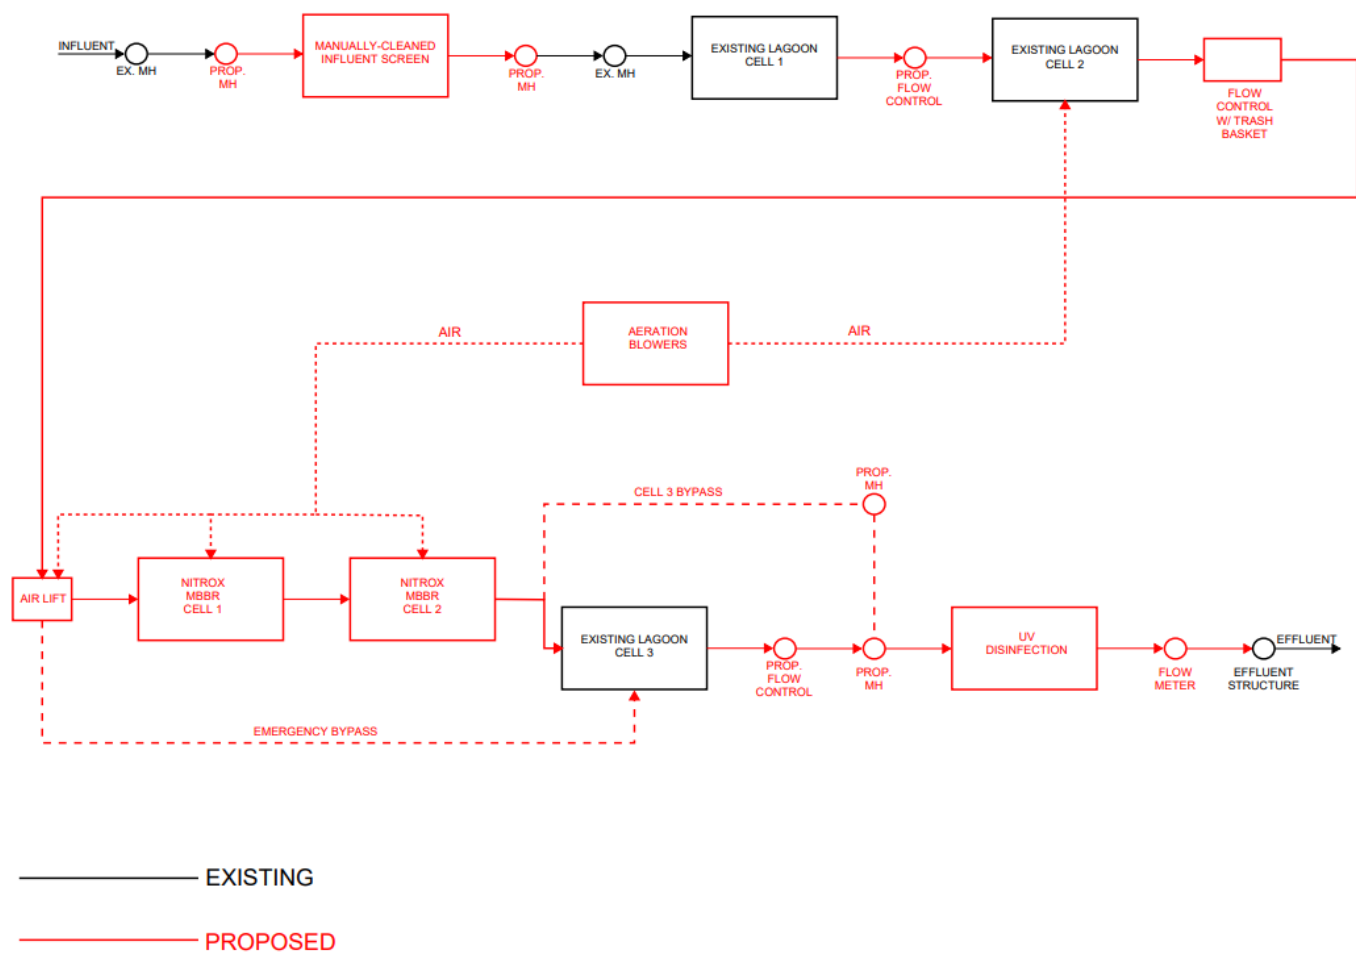 INFLUENT
EX. MH
PROP.
MH
MANUALLY-CLEANED
INFLUENT SCREEN
PROP.
MH
EX. MH
EXISTING LAGOON
CELL 1
PROP.
FLOW
CONTROL
EXISTING LAGOON
CELL 2
FLOW
CONTROL
W/ TRASH
BASKET
AIR
AERATION
BLOWERS
AIR
CELL 3 BYPASS
PROP.
MH
AIR LIFT
NITROX
MBBR
CELL 1
NITROX
MBBR
CELL 2
EXISTING LAGOON
CELL 3
PROP.
FLOW
CONTROL
PROP.
MH
UV
DISINFECTION
FLOW
METER
EFFLUENT
EFFLUENT
STRUCTURE
EMERGENCY BYPASS
EXISTING
PROPOSED